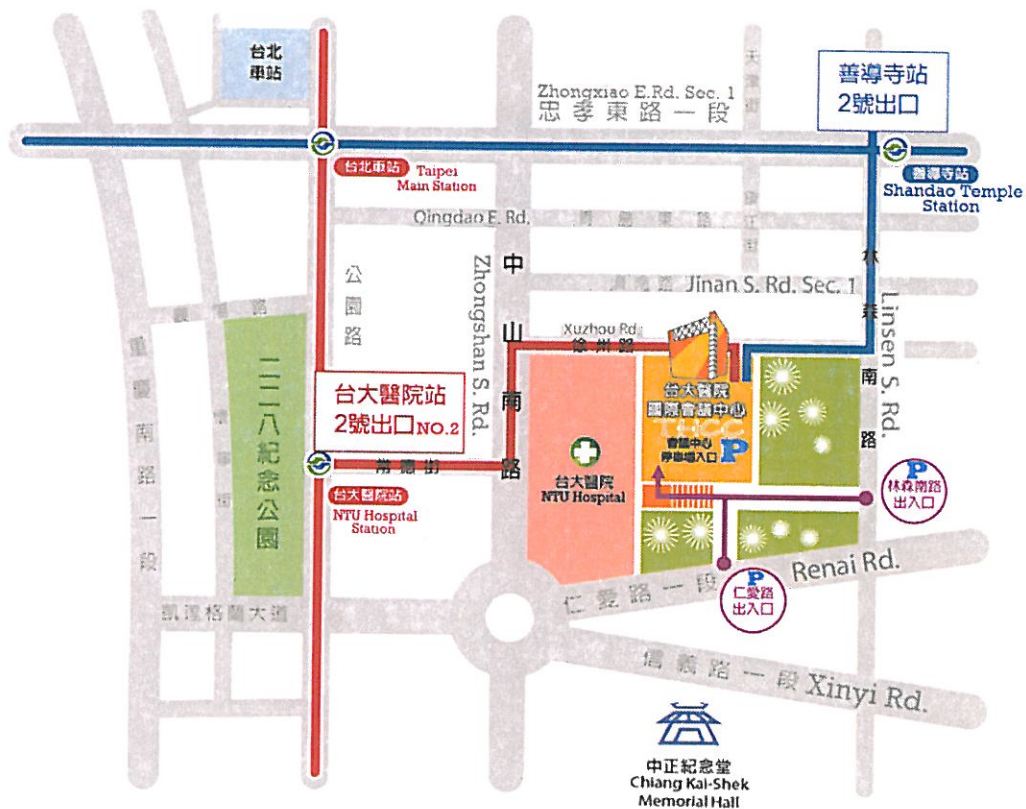 台北
車站
Zhongxiao E.Rd. Sec. 1
忠孝東路一段
善導寺站
2號出口
台北車站
Taipei
Main Station
善導寺站
Shandao Temple
Station
Qingdao E. Rd.
青島東路
Jinan S. Rd. Sec. 1
公園路
Zhongshan S. Rd.
中山南路
Xuzhou Rd
徐州路
Linsen S. Rd.
林森南路
重慶南路一段
二二八紀念公園
台大醫院站
2號出口NO.2
常德街
台大醫院站
NTU Hospital
Station
台大醫院
NTU Hospital
台大醫院
國際會議中心
THCC
會議中心
停車場入口
P
P
林森南路
出入口
P
仁愛路
出入口
凱達格蘭大道
仁愛路一段
Renai Rd.
信義路一段
Xinyi Rd.
中正紀念堂
Chiang Kai-Shek
Memorial Hall